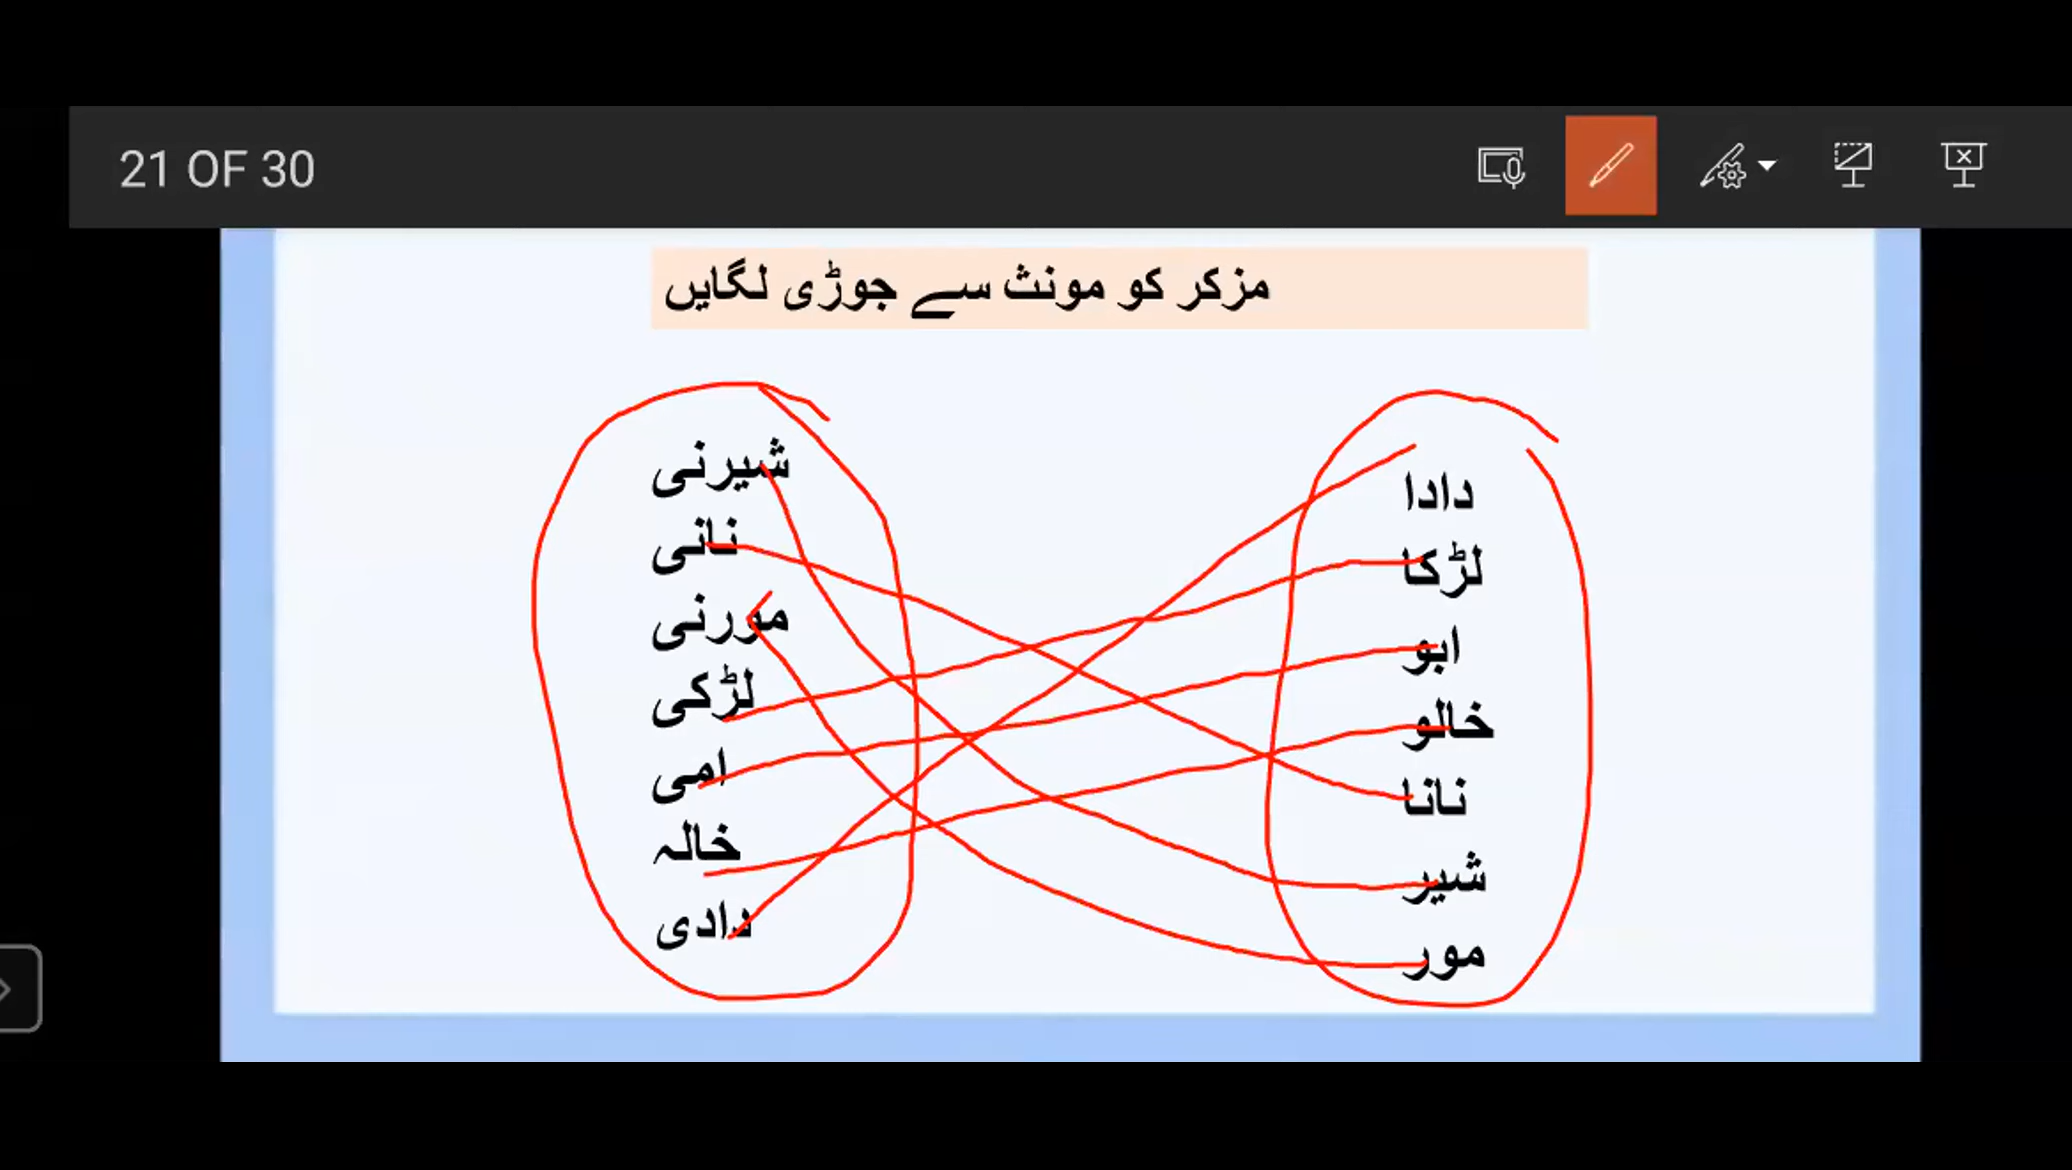 21 OF 30
مزکر کو مونث سے جوڑی لگایں
دادا
لڑکا
ابو
خالو
نانا
شیر
مور
شیرنی
نانی
مورنی
لڑکی
امی
خالہ
دادی